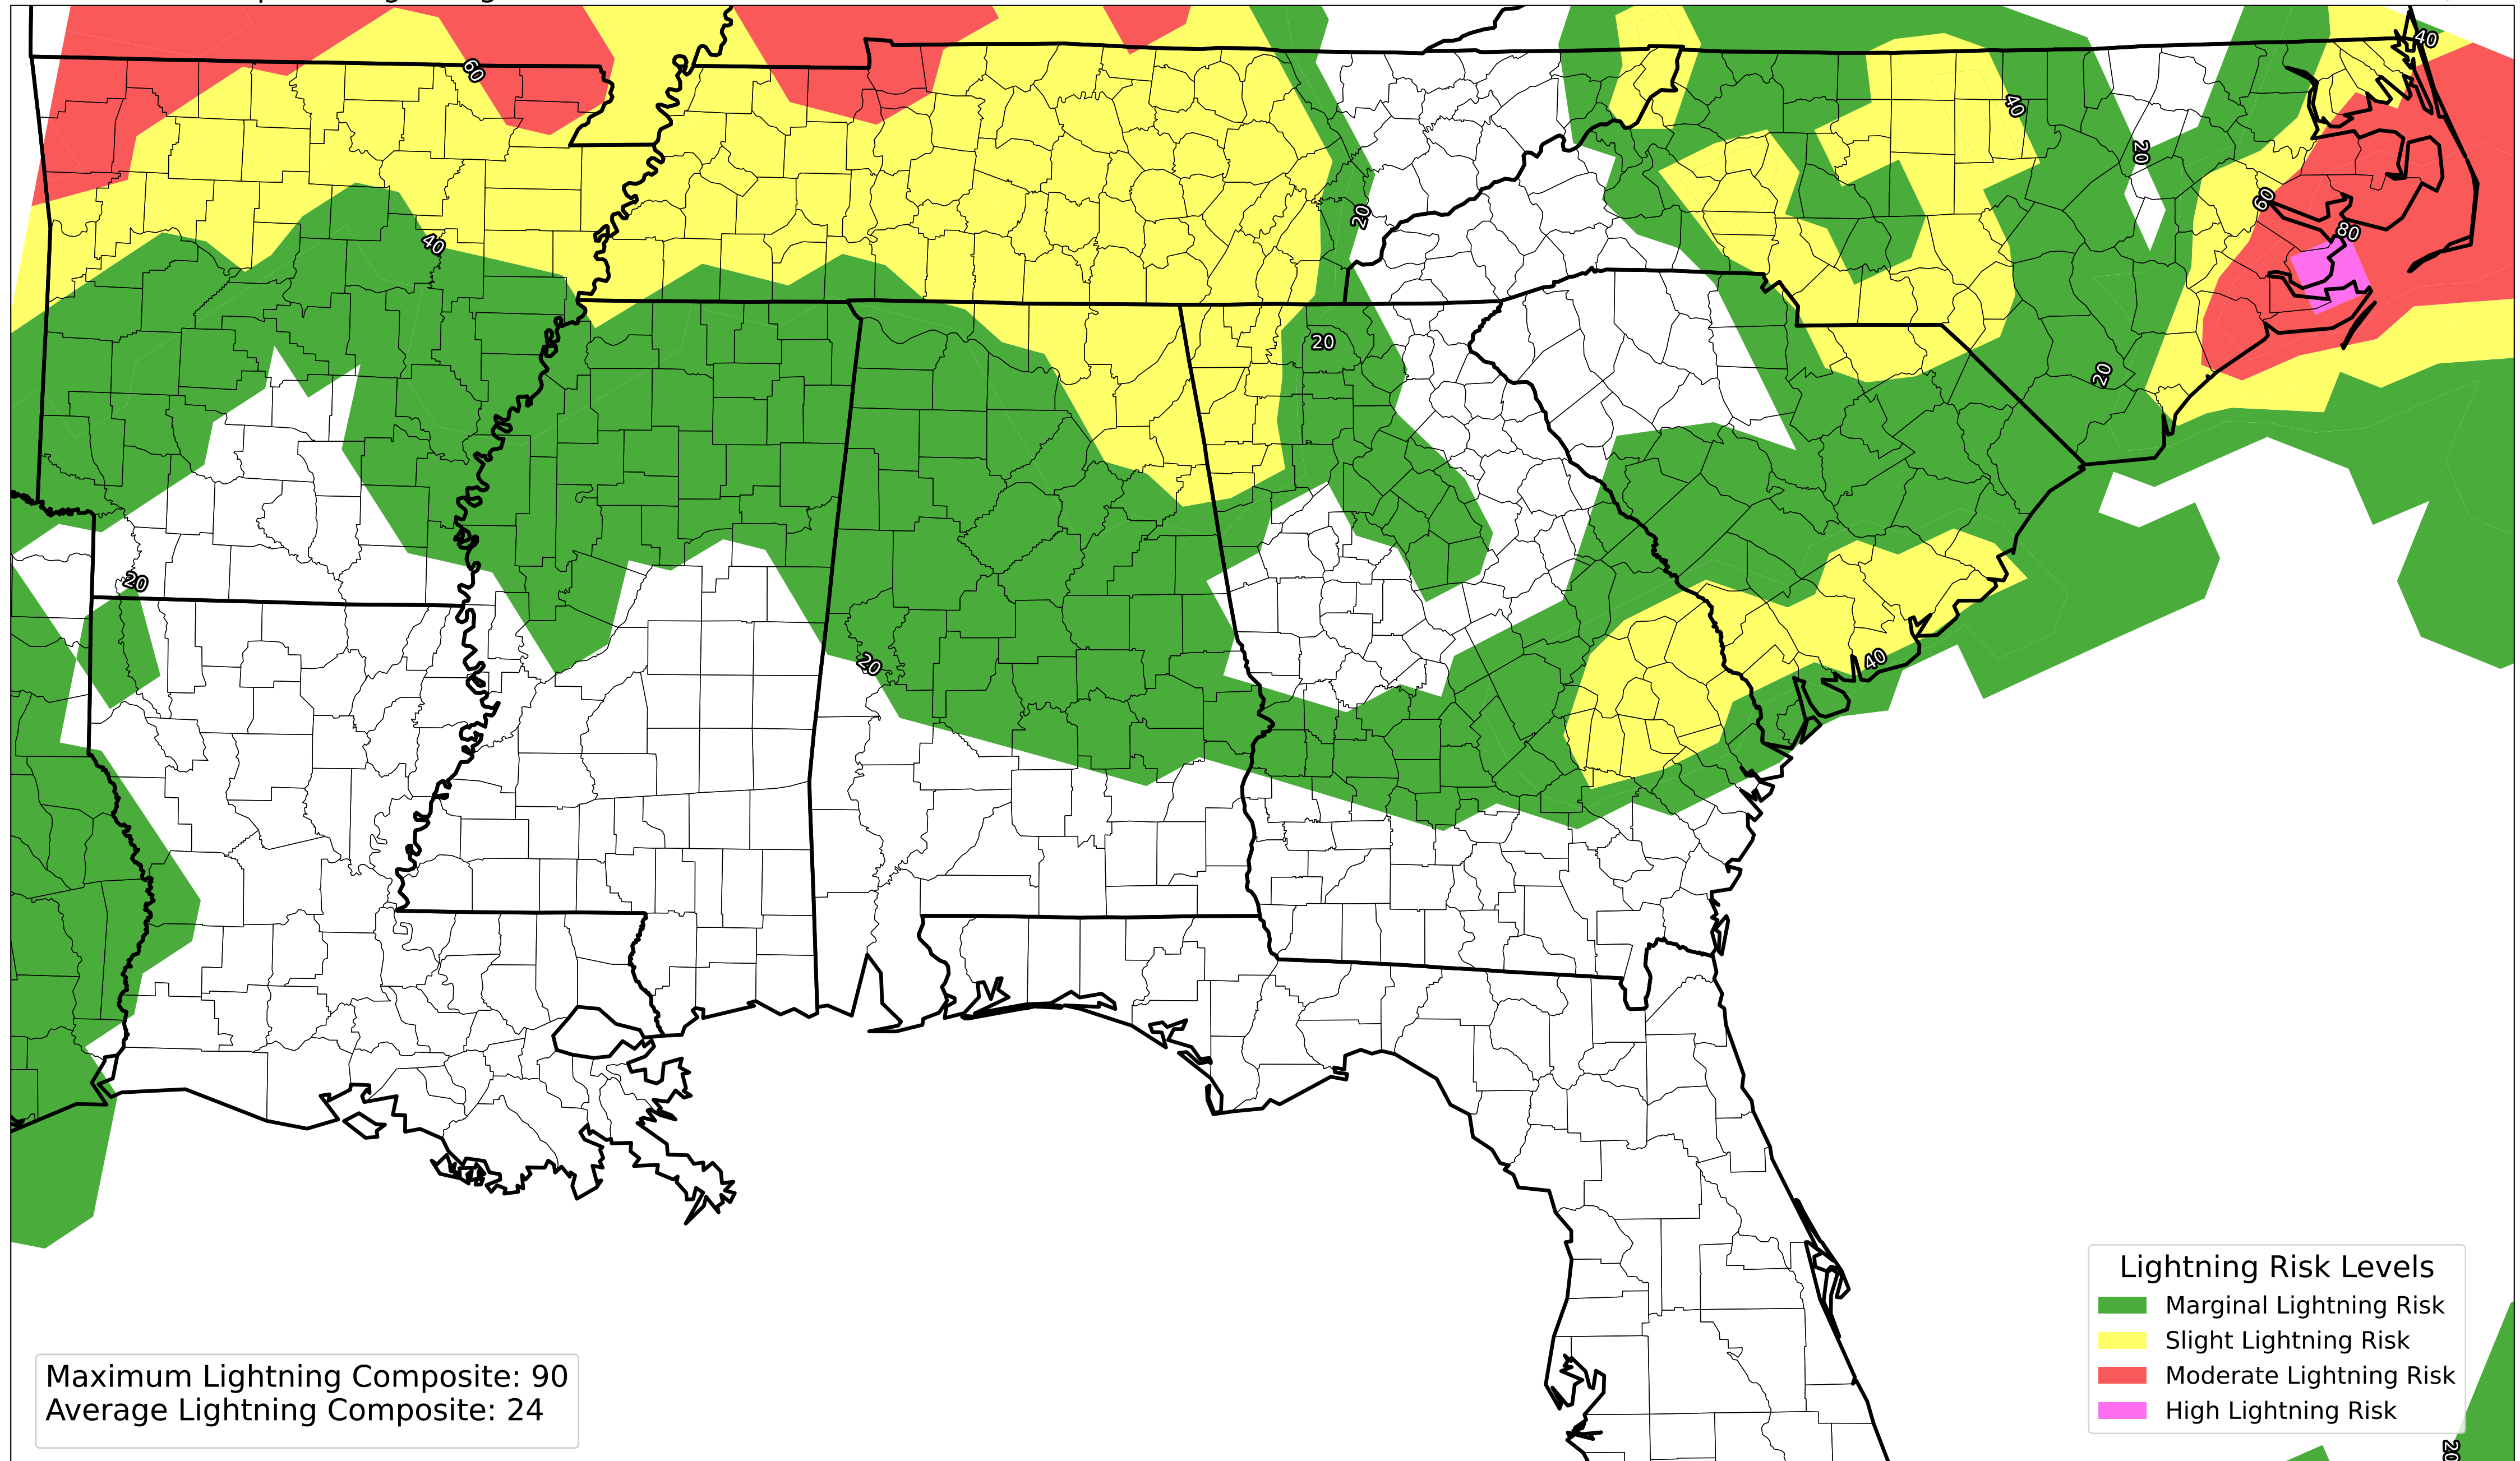 40
60
40
20
20
60
40
80
20
20
20
20
40
Lightning Risk Levels
Marginal Lightning Risk
Slight Lightning Risk
Moderate Lightning Risk
High Lightning Risk
Maximum Lightning Composite: 90
Average Lightning Composite: 24
20